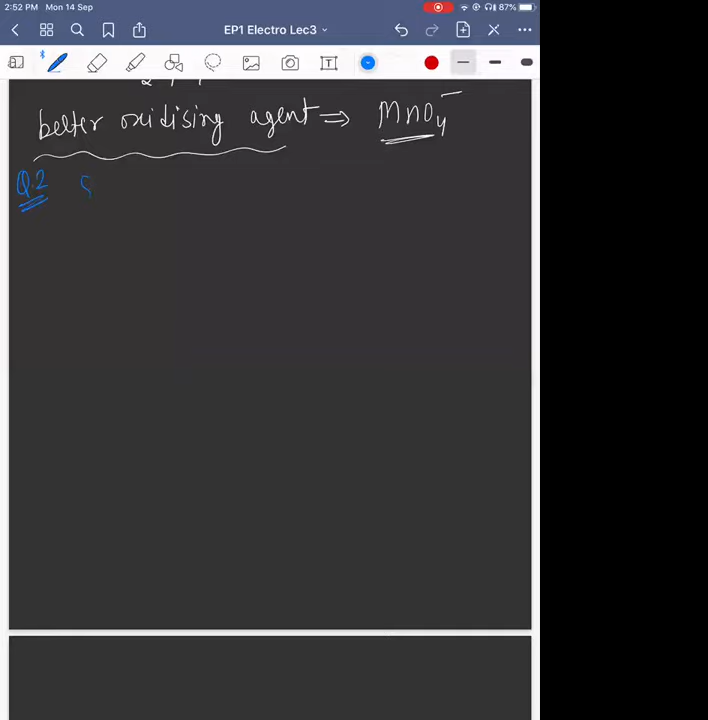 2:52 PM Mon 14 Sep
87%
EP1 Electro Lec3
T
better oxidising agent ⇒ MnO₄⁻
Q.2